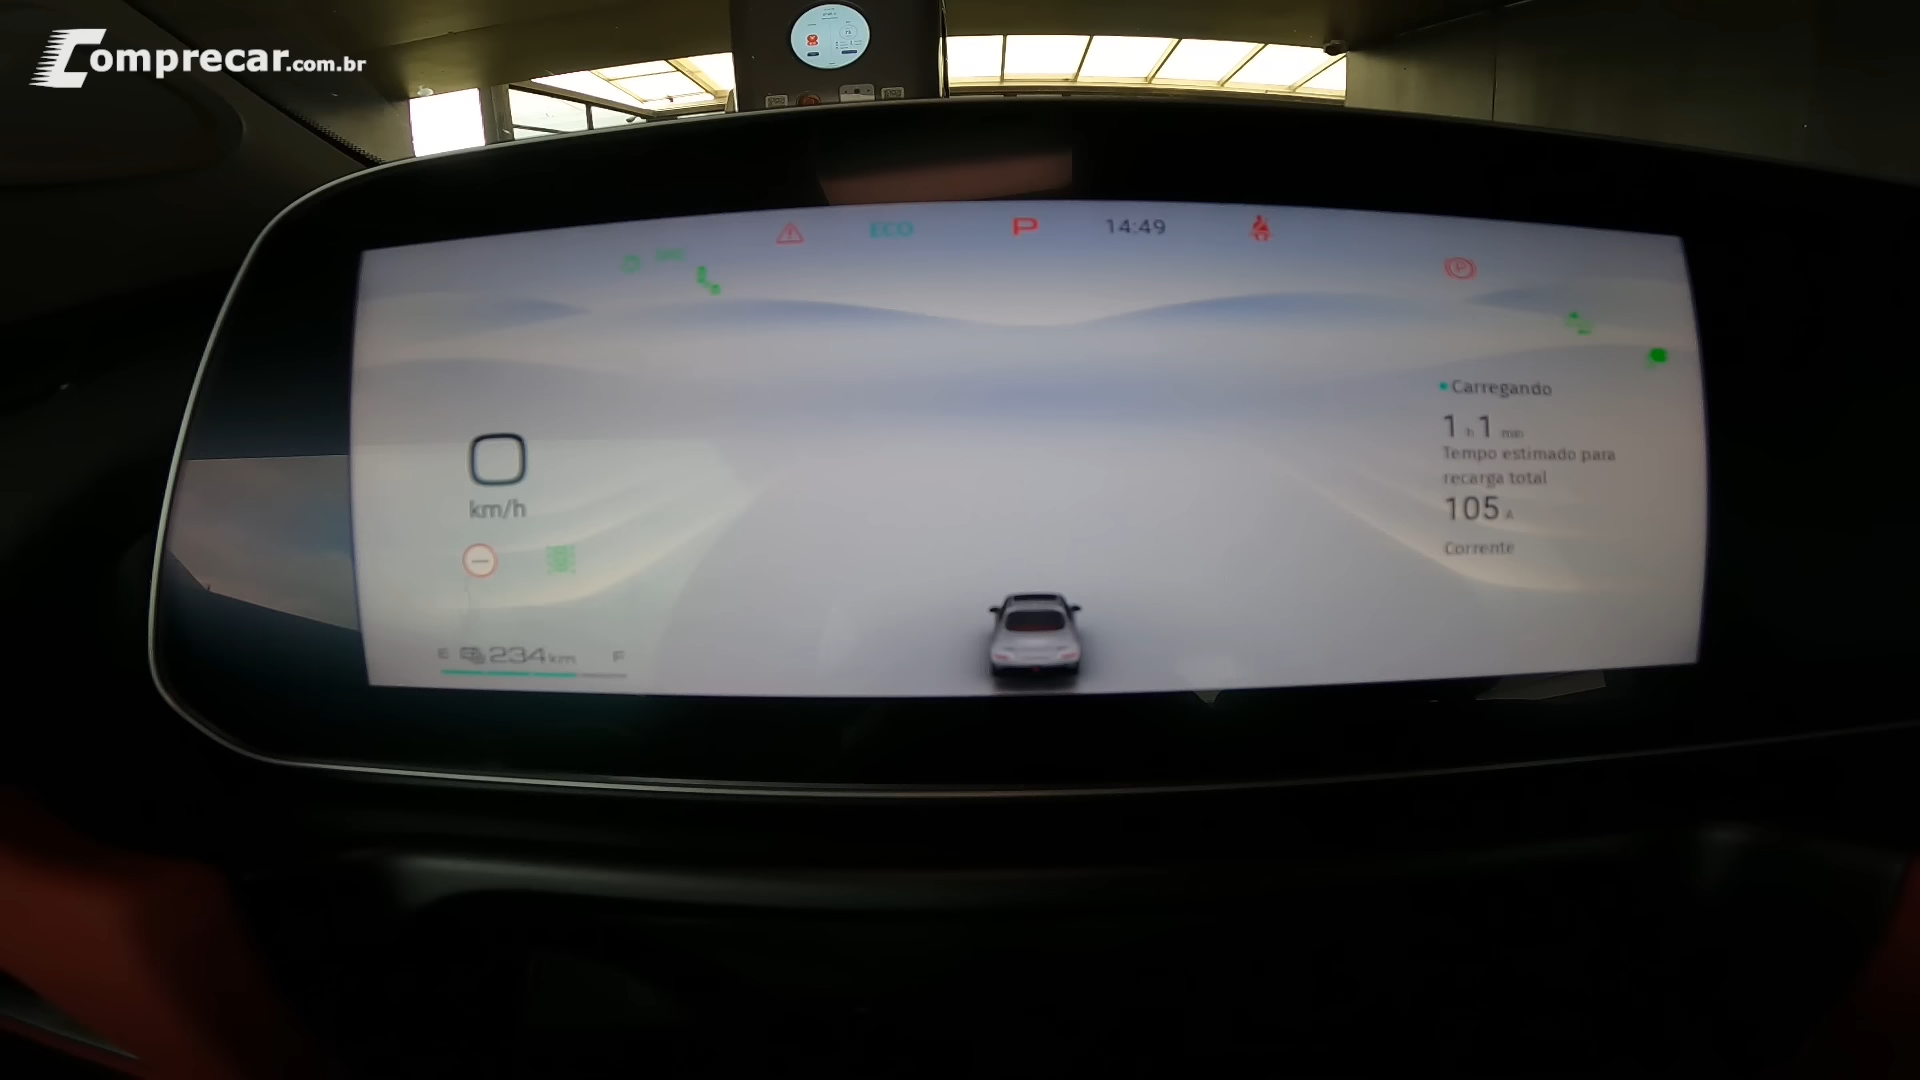 Comprecar.com.br
ECO P 14:49
Carregando
1 h 1 min
Tempo estimado para
recarga total
105 A
Corrente
0
km/h
E 234 km F